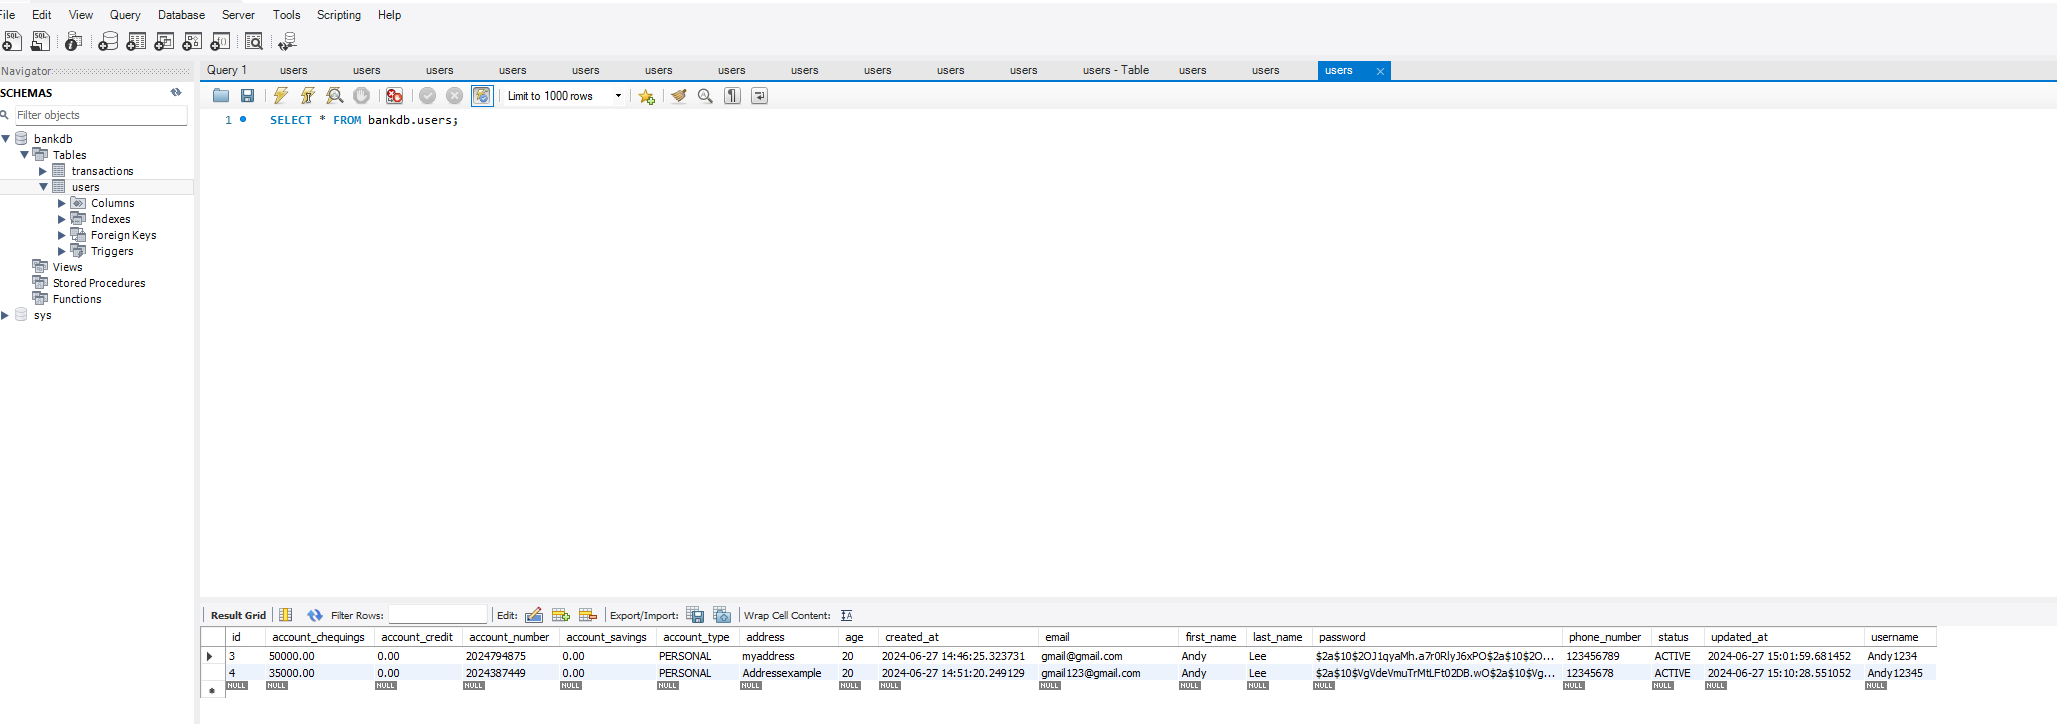 File Edit View Query Database Server Tools Scripting Help
Navigator
SCHEMAS
Filter objects
bankdb
Tables
transactions
users
Columns
Indexes
Foreign Keys
Triggers
Views
Stored Procedures
Functions
sys
Query 1 users users users users users users users users users users users users - Table users users users
Limit to 1000 rows
1 SELECT * FROM bankdb.users;
Result Grid Filter Rows: Edit: Export/Import: Wrap Cell Content:
id account_chequings account_credit account_number account_savings account_type address age created_at email first_name last_name password phone_number status updated_at username
3 50000.00 0.00 2024794875 0.00 PERSONAL myaddress 20 2024-06-27 14:46:25.323731 gmail@gmail.com Andy Lee $2a$10$2OJ1qyaMh.a7r0RlyJ6xPO$2a$10$2O... 123456789 ACTIVE 2024-06-27 15:01:59.681452 Andy1234
4 35000.00 0.00 2024387449 0.00 PERSONAL Addressexample 20 2024-06-27 14:51:20.249129 gmail123@gmail.com Andy Lee $2a$10$VgVdeVmuTrMtLFt02DB.wO$2a$10$Vg... 12345678 ACTIVE 2024-06-27 15:10:28.551052 Andy12345
NULL NULL NULL NULL NULL NULL NULL NULL NULL NULL NULL NULL NULL NULL NULL NULL NULL